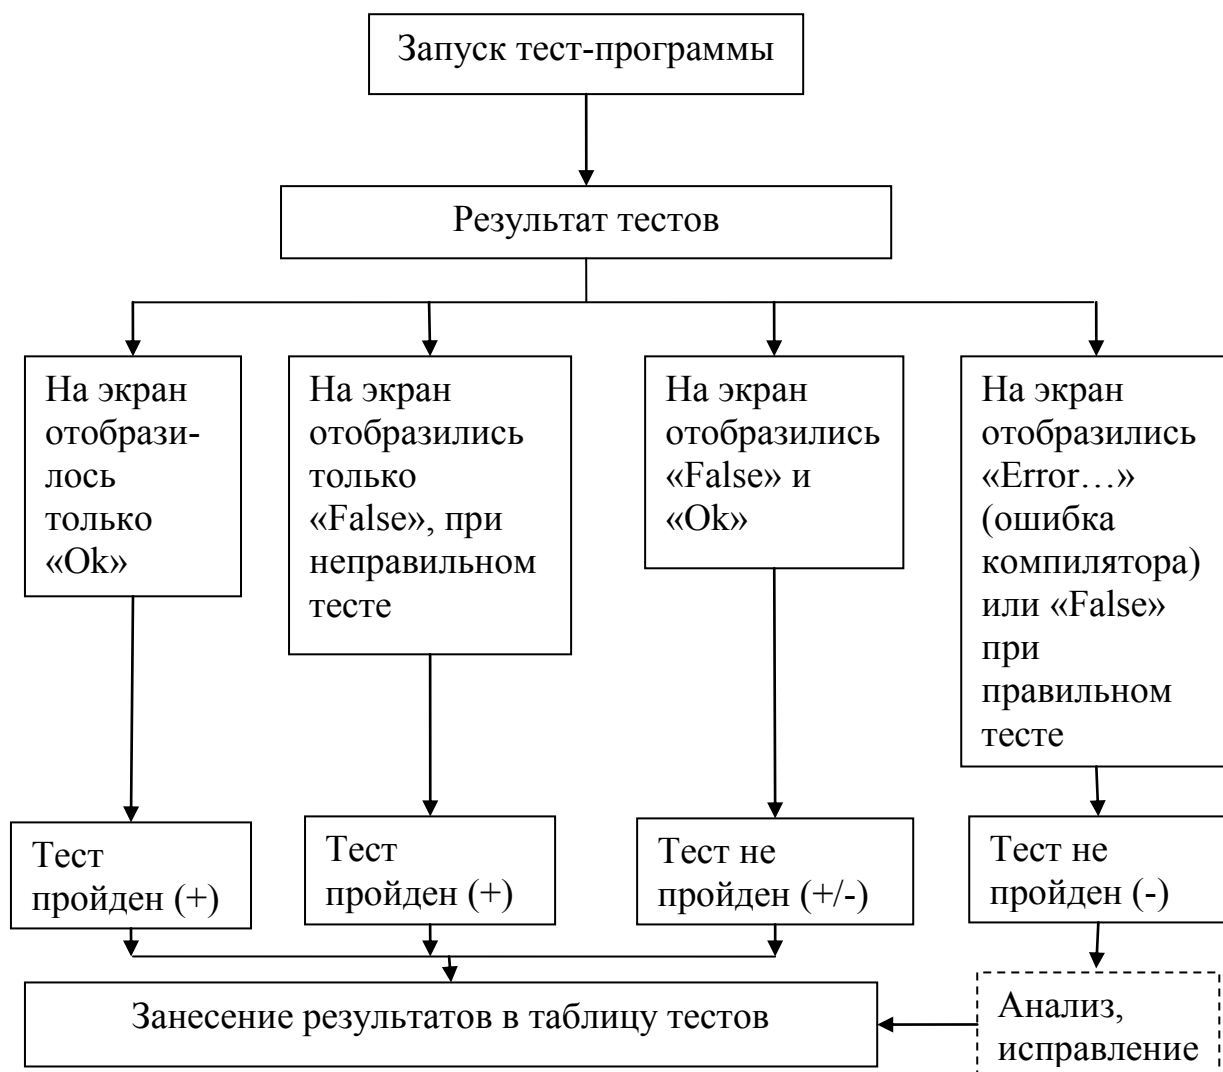 Запуск тест-программы
Результат тестов
На экран
отобрази-
лось
только
«Ok»
На экран
отобразились
только
«False», при
неправильном
тесте
На экран
отобразились
«False» и
«Ok»
На экран
отобразились
«Error…»
(ошибка
компилятора)
или «False»
при
правильном
тесте
Тест
пройден (+)
Тест
пройден (+)
Тест не
пройден (+/-)
Тест не
пройден (-)
Занесение результатов в таблицу тестов
Анализ,
исправление